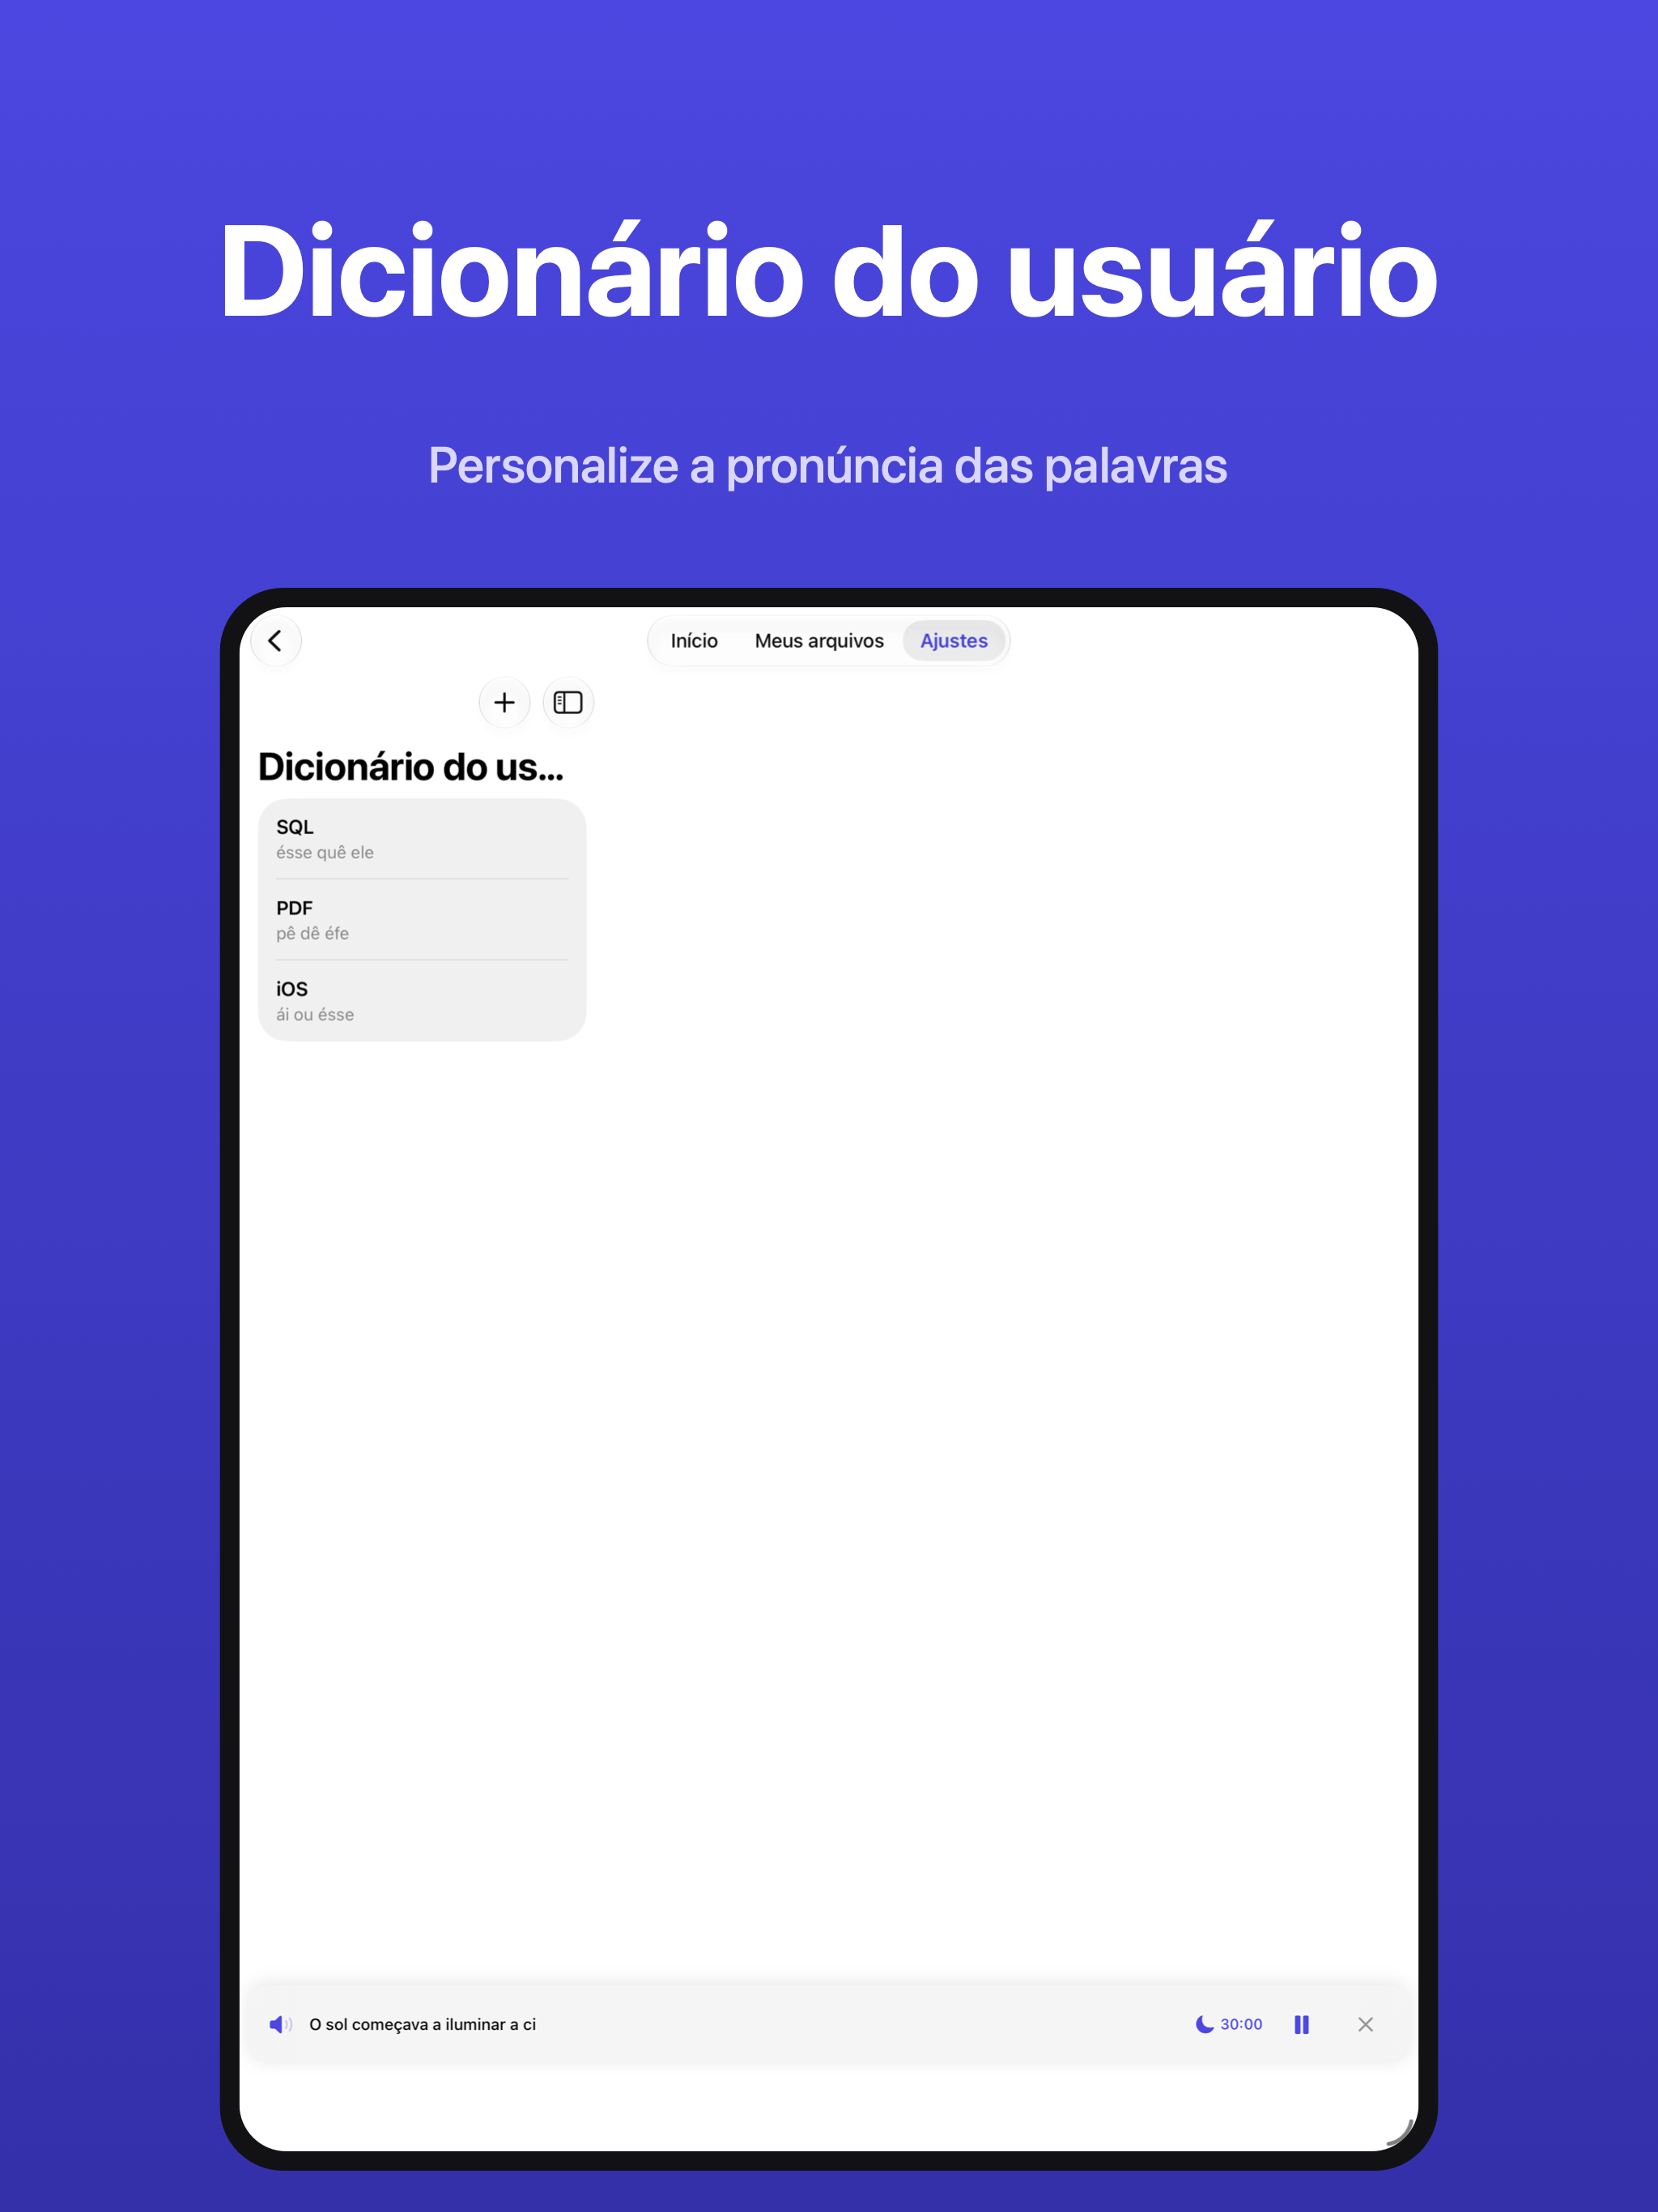 Dicionário do usuário
Personalize a pronúncia das palavras
Início Meus arquivos Ajustes
Dicionário do us...
SQL
ésse quê ele
PDF
pê dê éfe
iOS
ái ou ésse
O sol começava a iluminar a ci 30:00